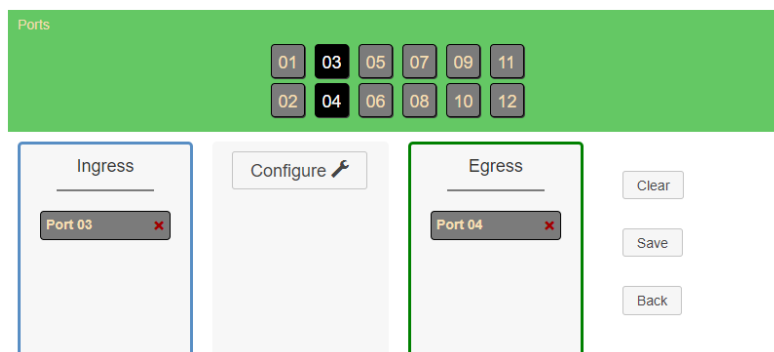 Ports
01 03 05 07 09 11
02 04 06 08 10 12
Ingress
Port 03
Configure
Egress
Port 04
Clear
Save
Back